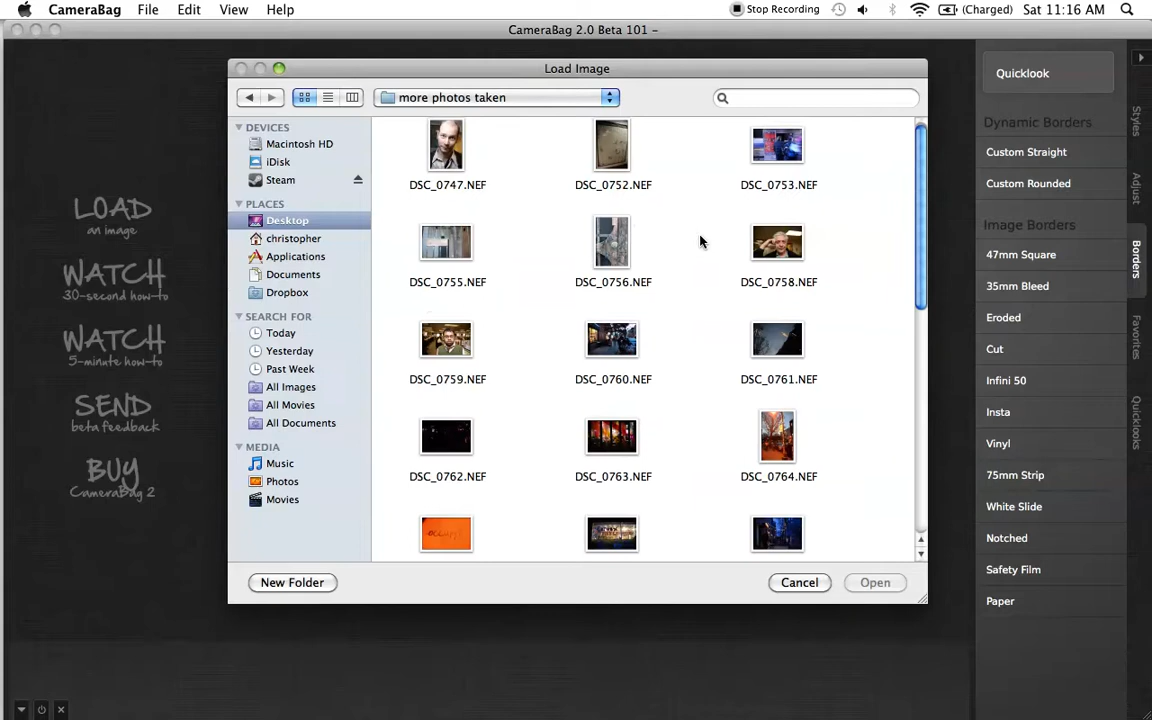 CameraBag File Edit View Help Stop Recording (Charged) Sat 11:16 AM
CameraBag 2.0 Beta 101 –
Load Image
more photos taken
DEVICES
Macintosh HD
iDisk
Steam
PLACES
Desktop
christopher
Applications
Documents
Dropbox
SEARCH FOR
Today
Yesterday
Past Week
All Images
All Movies
All Documents
MEDIA
Music
Photos
Movies
DSC_0747.NEF DSC_0752.NEF DSC_0753.NEF
DSC_0755.NEF DSC_0756.NEF DSC_0758.NEF
DSC_0759.NEF DSC_0760.NEF DSC_0761.NEF
DSC_0762.NEF DSC_0763.NEF DSC_0764.NEF
New Folder Cancel Open
LOAD
an image
WATCH
30-second how-to
WATCH
5-minute how-to
SEND
beta feedback
BUY
CameraBag 2
Quicklook
Dynamic Borders
Custom Straight
Custom Rounded
Image Borders
47mm Square
35mm Bleed
Eroded
Cut
Infini 50
Insta
Vinyl
75mm Strip
White Slide
Notched
Safety Film
Paper
Styles
Adjust
Borders
Favorites
Quicklooks